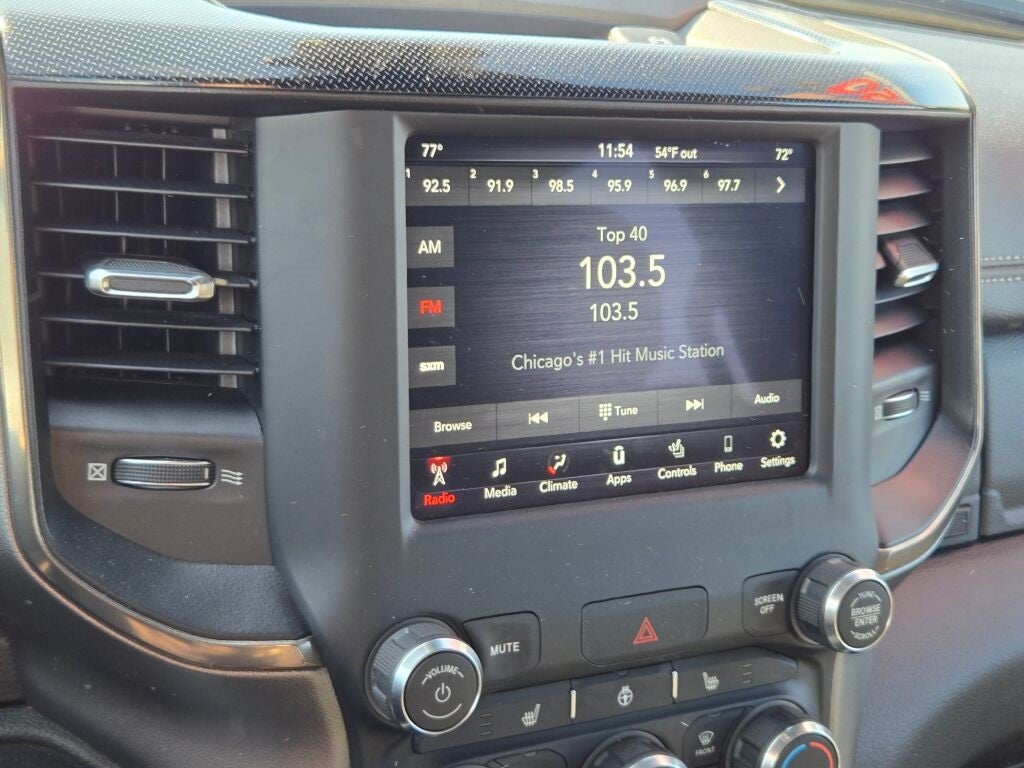 77° 11:54 54°F out 72°
1 92.5 2 91.9 3 98.5 4 95.9 5 96.9 6 97.7
AM
Top 40
103.5
FM
103.5
sxm
Chicago's #1 Hit Music Station
Browse Tune Audio
Radio Media Climate Apps Controls Phone Settings
VOLUME
MUTE
SCREEN
OFF
TUNE
BROWSE
ENTER
SCROLL
FRONT